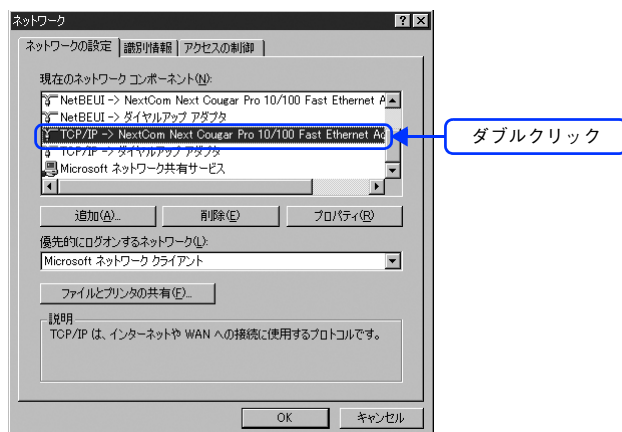 ネットワーク
ネットワークの設定 識別情報 アクセスの制御
現在のネットワーク コンポーネント(N):
NetBEUI -> NextCom Next Cougar Pro 10/100 Fast Ethernet A
NetBEUI -> ダイヤルアップ アダプタ
TCP/IP -> NextCom Next Cougar Pro 10/100 Fast Ethernet Ad
ダブルクリック
TCP/IP -> ダイヤルアップ アダプタ
Microsoft ネットワーク共有サービス
追加(A)... 削除(E) プロパティ(R)
優先的にログオンするネットワーク(L):
Microsoft ネットワーク クライアント
ファイルとプリンタの共有(F)...
説明
TCP/IP は、インターネットや WAN への接続に使用するプロトコルです。
OK キャンセル